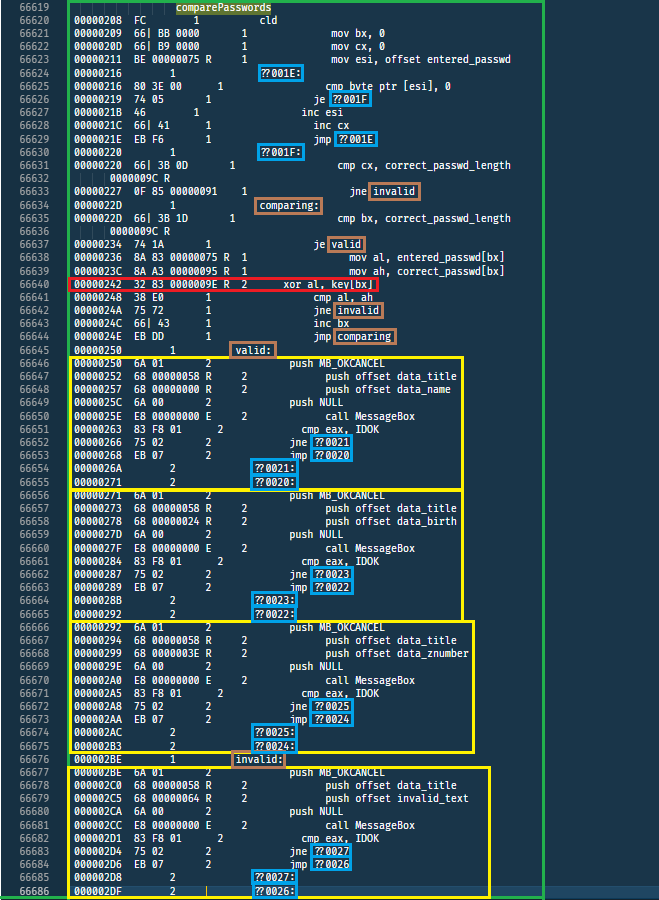 66619 comparePasswords
66620 00000208 FC 1 cld
66621 00000209 66| BB 0000 1 mov bx, 0
66622 0000020D 66| B9 0000 1 mov cx, 0
66623 00000211 BE 00000075 R 1 mov esi, offset entered_passwd
66624 00000216 1 ??001E:
66625 00000216 80 3E 00 1 cmp byte ptr [esi], 0
66626 00000219 74 05 1 je ??001F
66627 0000021B 46 1 inc esi
66628 0000021C 66| 41 1 inc cx
66629 0000021E EB F6 1 jmp ??001E
66630 00000220 1 ??001F:
66631 00000220 66| 3B 0D 1 cmp cx, correct_passwd_length
66632 0000009C R
66633 00000227 0F 85 00000091 1 jne invalid
66634 0000022D 1 comparing:
66635 0000022D 66| 3B 1D 1 cmp bx, correct_passwd_length
66636 0000009C R
66637 00000234 74 1A 1 je valid
66638 00000236 8A 83 00000075 R 1 mov al, entered_passwd[bx]
66639 0000023C 8A A3 00000095 R 1 mov ah, correct_passwd[bx]
66640 00000242 32 83 0000009E R 2 xor al, key[bx]
66641 00000248 38 E0 1 cmp al, ah
66642 0000024A 75 72 1 jne invalid
66643 0000024C 66| 43 1 inc bx
66644 0000024E EB DD 1 jmp comparing
66645 00000250 1 valid:
66646 00000250 6A 01 2 push MB_OKCANCEL
66647 00000252 68 00000058 R 2 push offset data_title
66648 00000257 68 00000000 R 2 push offset data_name
66649 0000025C 6A 00 2 push NULL
66650 0000025E E8 00000000 E 2 call MessageBox
66651 00000263 83 F8 01 2 cmp eax, IDOK
66652 00000266 75 02 2 jne ??0021
66653 00000268 EB 07 2 jmp ??0020
66654 0000026A 2 ??0021:
66655 00000271 2 ??0020:
66656 00000271 6A 01 2 push MB_OKCANCEL
66657 00000273 68 00000058 R 2 push offset data_title
66658 00000278 68 00000024 R 2 push offset data_birth
66659 0000027D 6A 00 2 push NULL
66660 0000027F E8 00000000 E 2 call MessageBox
66661 00000284 83 F8 01 2 cmp eax, IDOK
66662 00000287 75 02 2 jne ??0023
66663 00000289 EB 07 2 jmp ??0022
66664 0000028B 2 ??0023:
66665 00000292 2 ??0022:
66666 00000292 6A 01 2 push MB_OKCANCEL
66667 00000294 68 00000058 R 2 push offset data_title
66668 00000299 68 0000003E R 2 push offset data_znumber
66669 0000029E 6A 00 2 push NULL
66670 000002A0 E8 00000000 E 2 call MessageBox
66671 000002A5 83 F8 01 2 cmp eax, IDOK
66672 000002A8 75 02 2 jne ??0025
66673 000002AA EB 07 2 jmp ??0024
66674 000002AC 2 ??0025:
66675 000002B3 2 ??0024:
66676 000002BE 1 invalid:
66677 000002BE 6A 01 2 push MB_OKCANCEL
66678 000002C0 68 00000058 R 2 push offset data_title
66679 000002C5 68 00000064 R 2 push offset invalid_text
66680 000002CA 6A 00 2 push NULL
66681 000002CC E8 00000000 E 2 call MessageBox
66682 000002D1 83 F8 01 2 cmp eax, IDOK
66683 000002D4 75 02 2 jne ??0027
66684 000002D6 EB 07 2 jmp ??0026
66685 000002D8 2 ??0027:
66686 000002DF 2 ??0026: